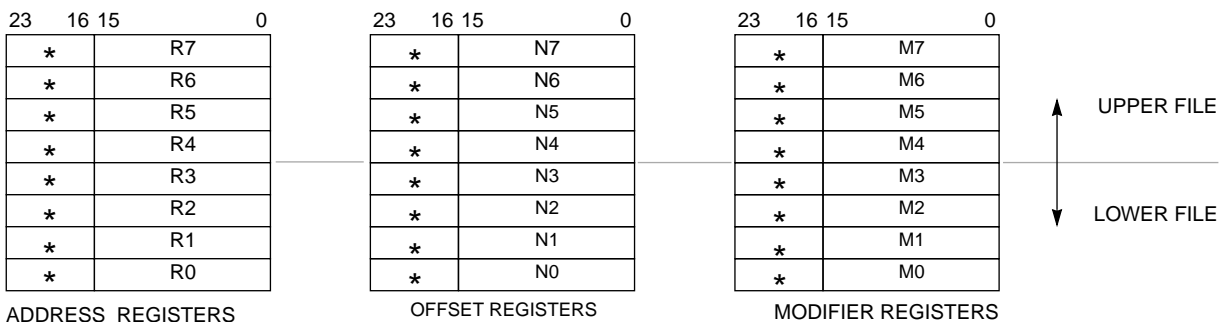 23 16 15 0 23 16 15 0 23 16 15 0
* R7 * N7 * M7
* R6 * N6 * M6
* R5 * N5 * M5 UPPER FILE
* R4 * N4 * M4
* R3 * N3 * M3
* R2 * N2 * M2 LOWER FILE
* R1 * N1 * M1
* R0 * N0 * M0
ADDRESS REGISTERS OFFSET REGISTERS MODIFIER REGISTERS